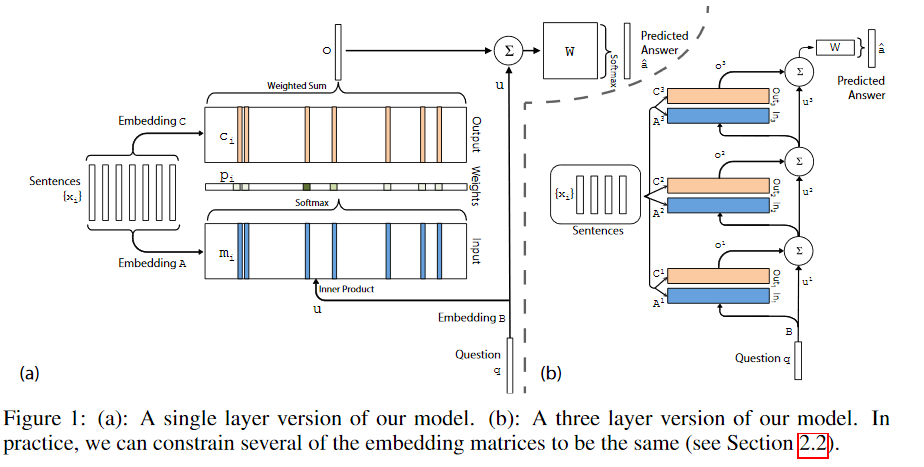 O
Σ
W
Softmax
Predicted
Answer
â
u
Weighted Sum
Embedding C
c_i
Output
Sentences
{x_i}
p_i
Weights
Softmax
Embedding A
m_i
Input
Inner Product
u
Embedding B
Question
q
(a)
W
â
Predicted
Answer
Σ
o³
u³
C³
A³
Out₃ In₃
Σ
o²
u²
C²
A²
Out₂ In₂
{x_i}
Sentences
Σ
o¹
u¹
C¹
A¹
Out₁ In₁
B
Question q
(b)
Figure 1: (a): A single layer version of our model. (b): A three layer version of our model. In
practice, we can constrain several of the embedding matrices to be the same (see Section 2.2).